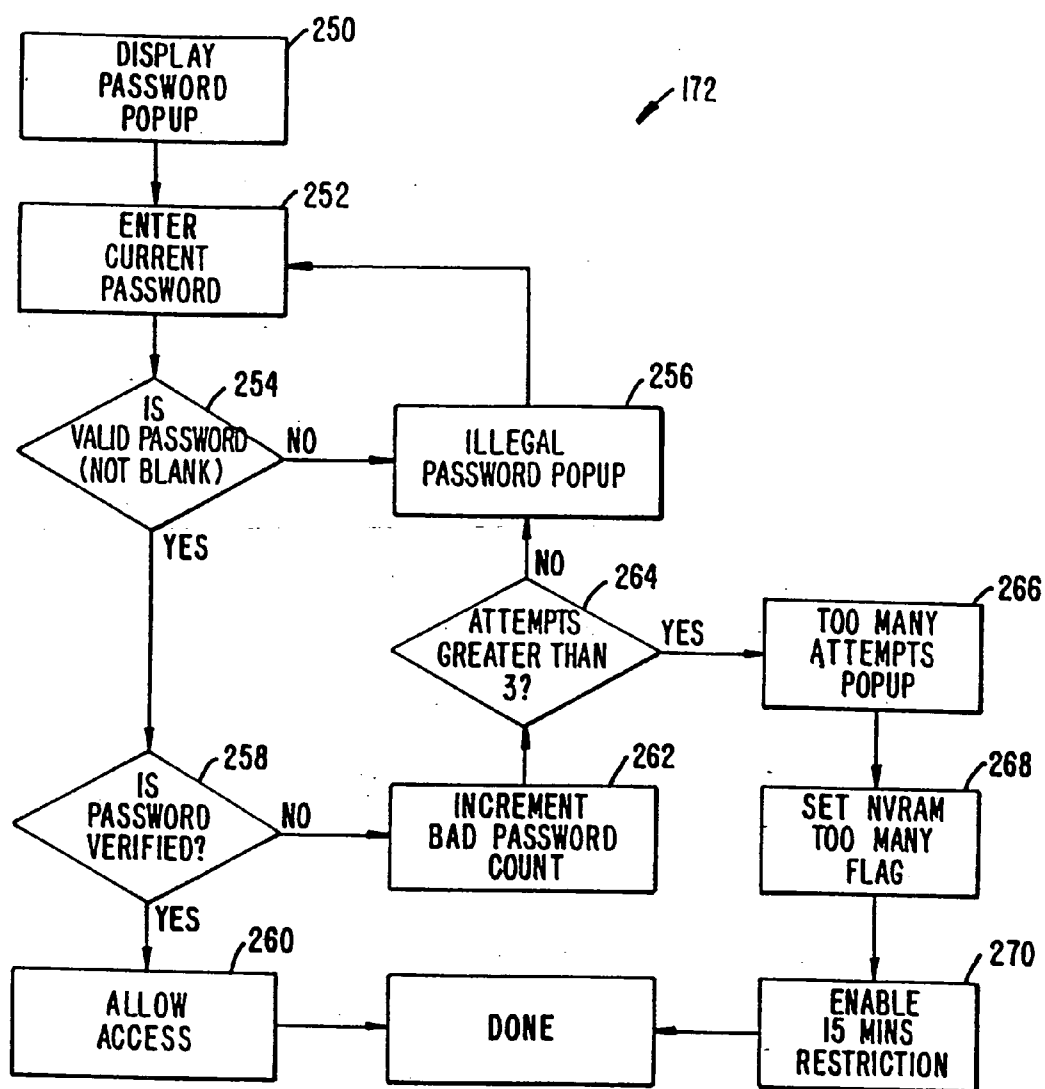 250
DISPLAY
PASSWORD
POPUP
172
252
ENTER
CURRENT
PASSWORD
254
IS
VALID PASSWORD
(NOT BLANK)
NO
YES
256
ILLEGAL
PASSWORD POPUP
NO
264
ATTEMPTS
GREATER THAN
3?
YES
266
TOO MANY
ATTEMPTS
POPUP
258
IS
PASSWORD
VERIFIED?
NO
YES
262
INCREMENT
BAD PASSWORD
COUNT
268
SET NVRAM
TOO MANY
FLAG
260
ALLOW
ACCESS
DONE
270
ENABLE
15 MINS
RESTRICTION